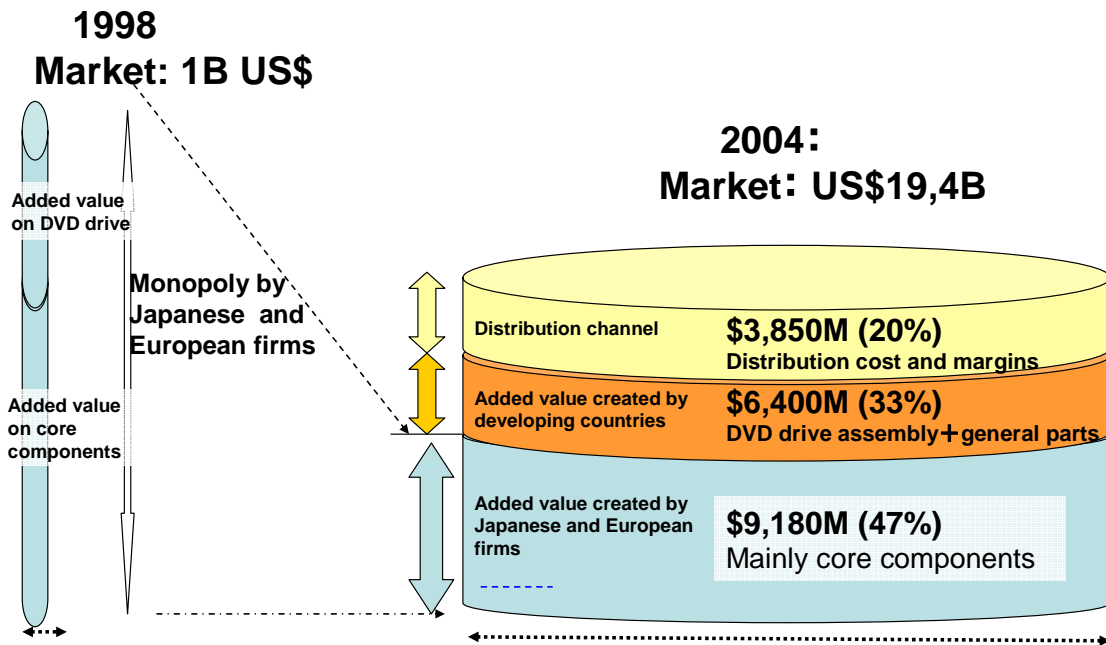 1998
Market: 1B US$
Added value
on DVD drive
Monopoly by
Japanese and
European firms
Added value
on core
components
2004:
Market: US$19,4B
Distribution channel
$3,850M (20%)
Distribution cost and margins
Added value created by
developing countries
$6,400M (33%)
DVD drive assembly+general parts
Added value created by
Japanese and European
firms
$9,180M (47%)
Mainly core components